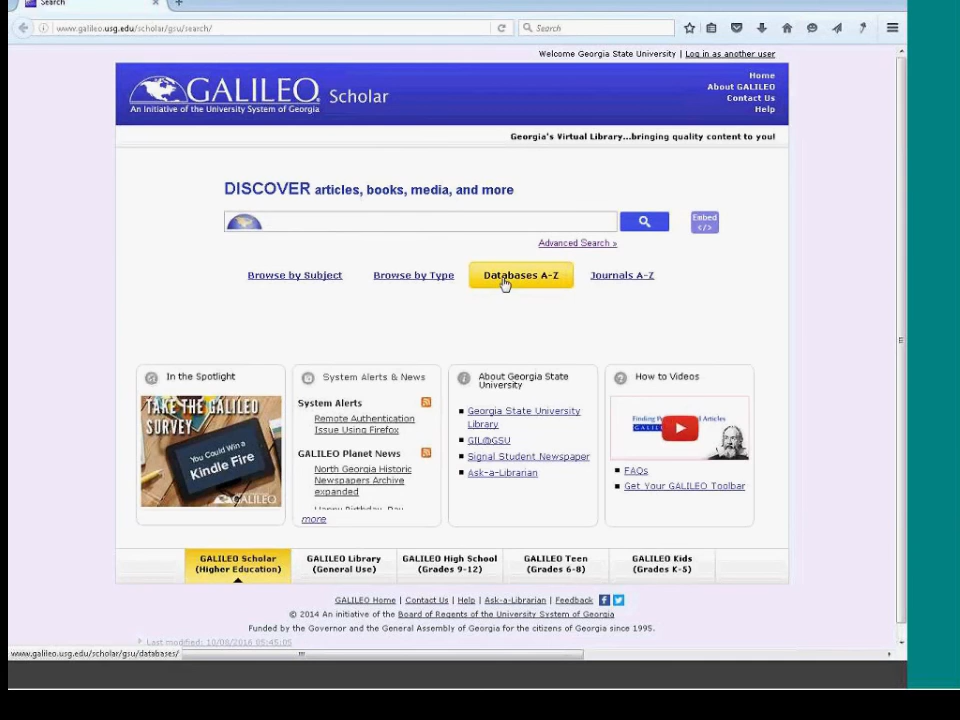 Search
www.galileo.usg.edu/scholar/gsu/search/
Search
Welcome Georgia State University | Log in as another user
GALILEO Scholar
An Initiative of the University System of Georgia
Home
About GALILEO
Contact Us
Help
Georgia's Virtual Library...bringing quality content to you!
DISCOVER articles, books, media, and more
Embed
</>
Advanced Search »
Browse by Subject
Browse by Type
Databases A-Z
Journals A-Z
In the Spotlight
TAKE THE GALILEO
SURVEY
You Could Win a
Kindle Fire
GALILEO
System Alerts & News
System Alerts
Remote Authentication
Issue Using Firefox
GALILEO Planet News
North Georgia Historic
Newspapers Archive
expanded
more
About Georgia State
University
Georgia State University
Library
GIL@GSU
Signal Student Newspaper
Ask-a-Librarian
How to Videos
FAQs
Get Your GALILEO Toolbar
GALILEO Scholar
(Higher Education)
GALILEO Library
(General Use)
GALILEO High School
(Grades 9-12)
GALILEO Teen
(Grades 6-8)
GALILEO Kids
(Grades K-5)
GALILEO Home | Contact Us | Help | Ask-a-Librarian | Feedback
© 2014 An initiative of the Board of Regents of the University System of Georgia
Funded by the Governor and the General Assembly of Georgia for the citizens of Georgia since 1995.
Last modified: 10/06/2016 05:45:05
www.galileo.usg.edu/scholar/gsu/databases/